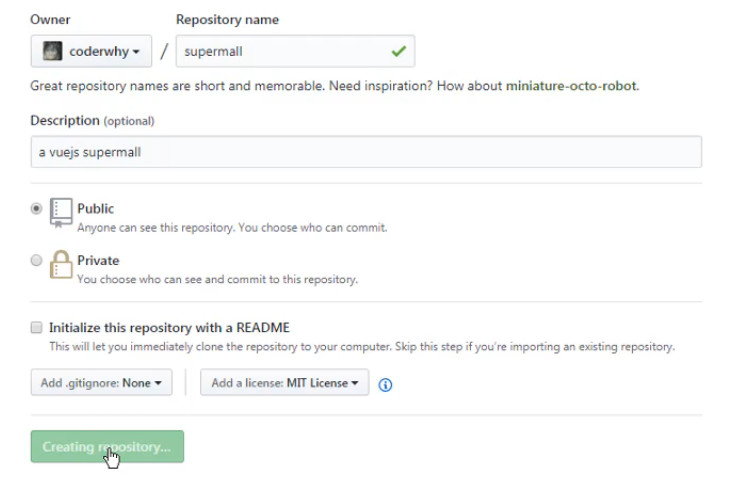 Owner Repository name
coderwhy / supermall
Great repository names are short and memorable. Need inspiration? How about miniature-octo-robot.
Description (optional)
a vuejs supermall
Public
Anyone can see this repository. You choose who can commit.
Private
You choose who can see and commit to this repository.
Initialize this repository with a README
This will let you immediately clone the repository to your computer. Skip this step if you're importing an existing repository.
Add .gitignore: None Add a license: MIT License
Creating repository...